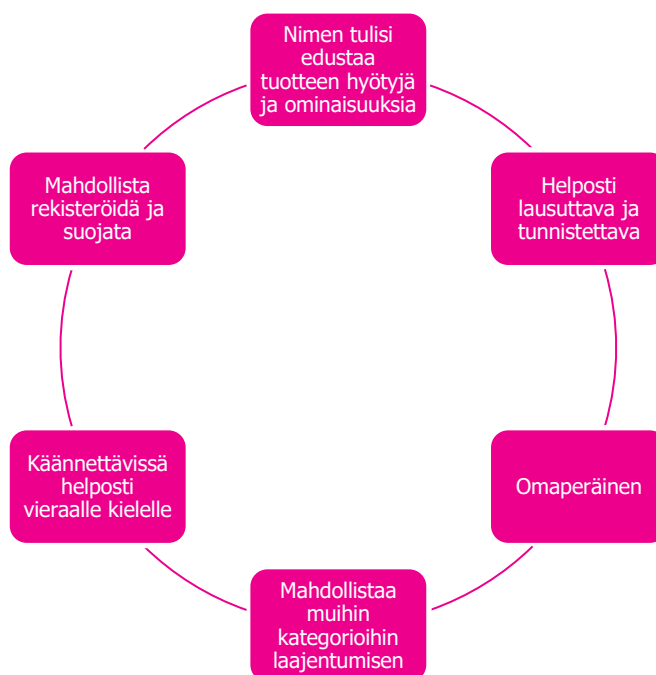 Nimen tulisi
edustaa
tuotteen hyötyjä
ja ominaisuuksia
Helposti
lausuttava ja
tunnistettava
Omaperäinen
Mahdollistaa
muihin
kategorioihin
laajentumisen
Käännettävissä
helposti
vieraalle kielelle
Mahdollista
rekisteröidä ja
suojata